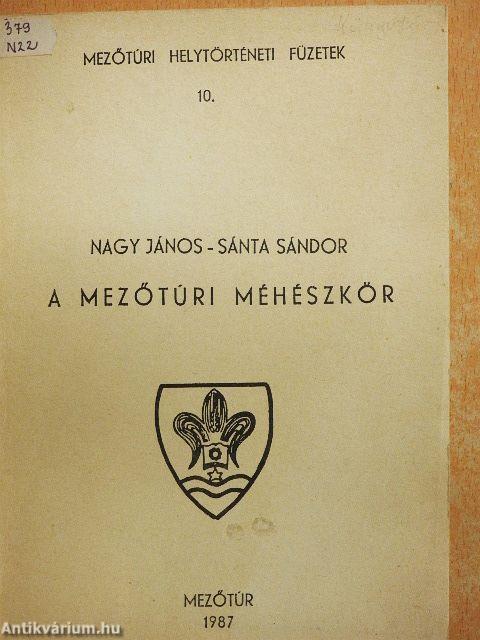 379
N22
MEZŐTÚRI HELYTÖRTÉNETI FÜZETEK
10.
NAGY JÁNOS - SÁNTA SÁNDOR
A MEZŐTÚRI MÉHÉSZKÖR
MEZŐTÚR
1987
Antikvárium.hu